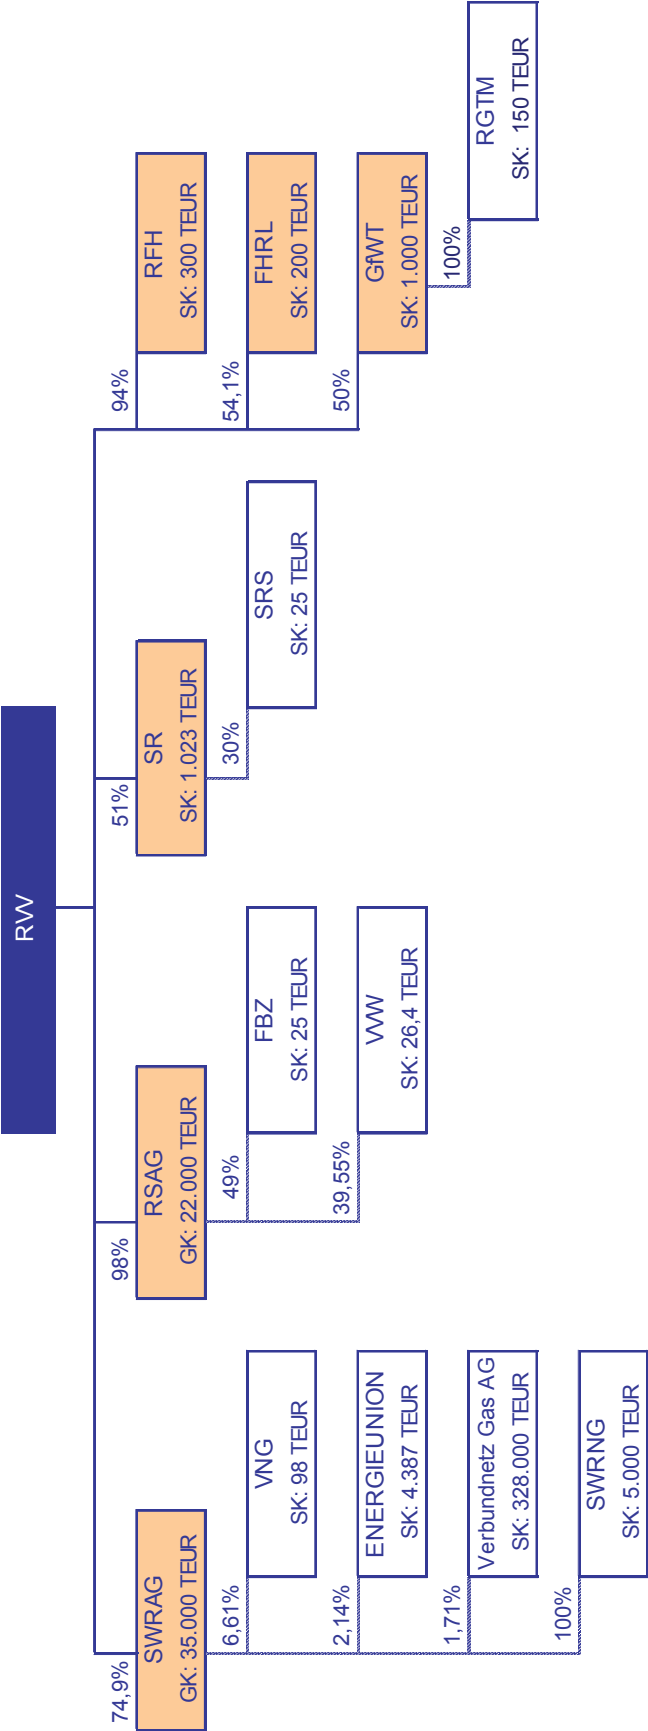 RVV
74,9%
SWRAG
GK: 35.000 TEUR
6,61%
VNG
SK: 98 TEUR
2,14%
ENERGIEUNION
SK: 4.387 TEUR
1,71%
Verbundnetz Gas AG
SK: 328.000 TEUR
100%
SWRNG
SK: 5.000 TEUR
98%
RSAG
GK: 22.000 TEUR
49%
FBZ
SK: 25 TEUR
39,55%
VVW
SK: 26,4 TEUR
51%
SR
SK: 1.023 TEUR
30%
SRS
SK: 25 TEUR
94%
RFH
SK: 300 TEUR
54,1%
FHRL
SK: 200 TEUR
50%
GfWT
SK: 1.000 TEUR
100%
RGTM
SK: 150 TEUR